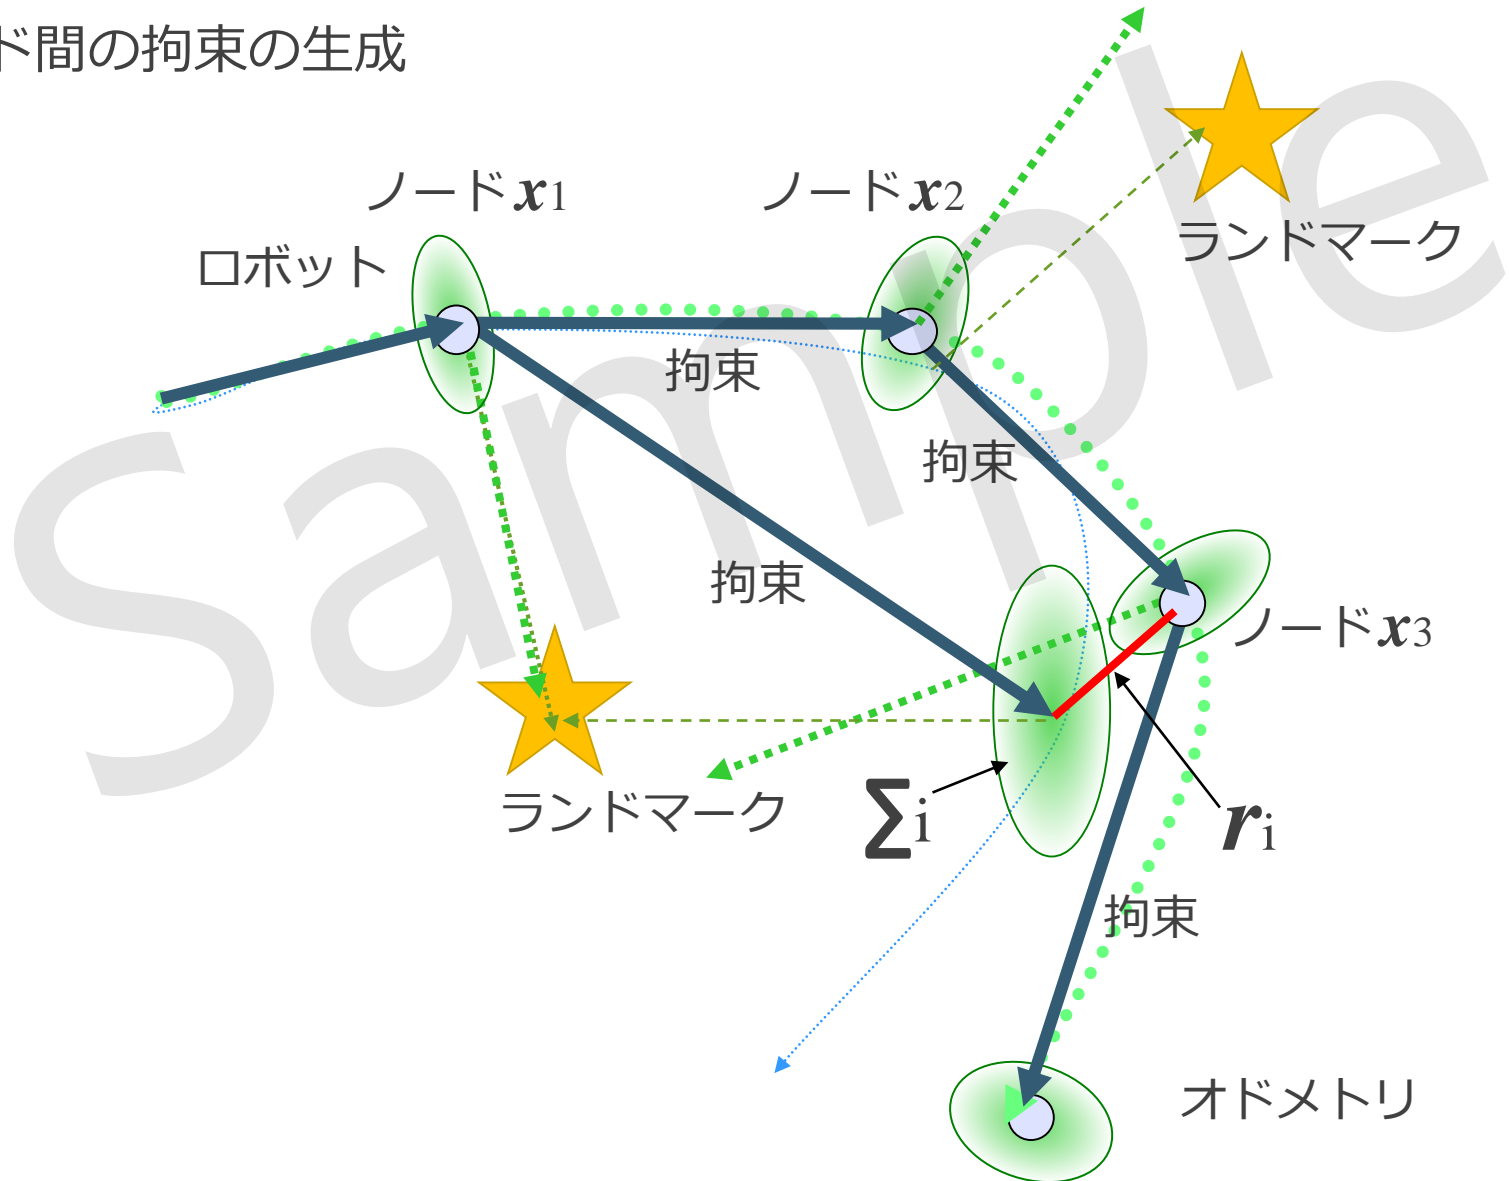 ド間の拘束の生成
ノードx1
ノードx2
ロボット
ランドマーク
拘束
拘束
拘束
ノードx3
ランドマーク
Σi
ri
拘束
オドメトリ
Sample